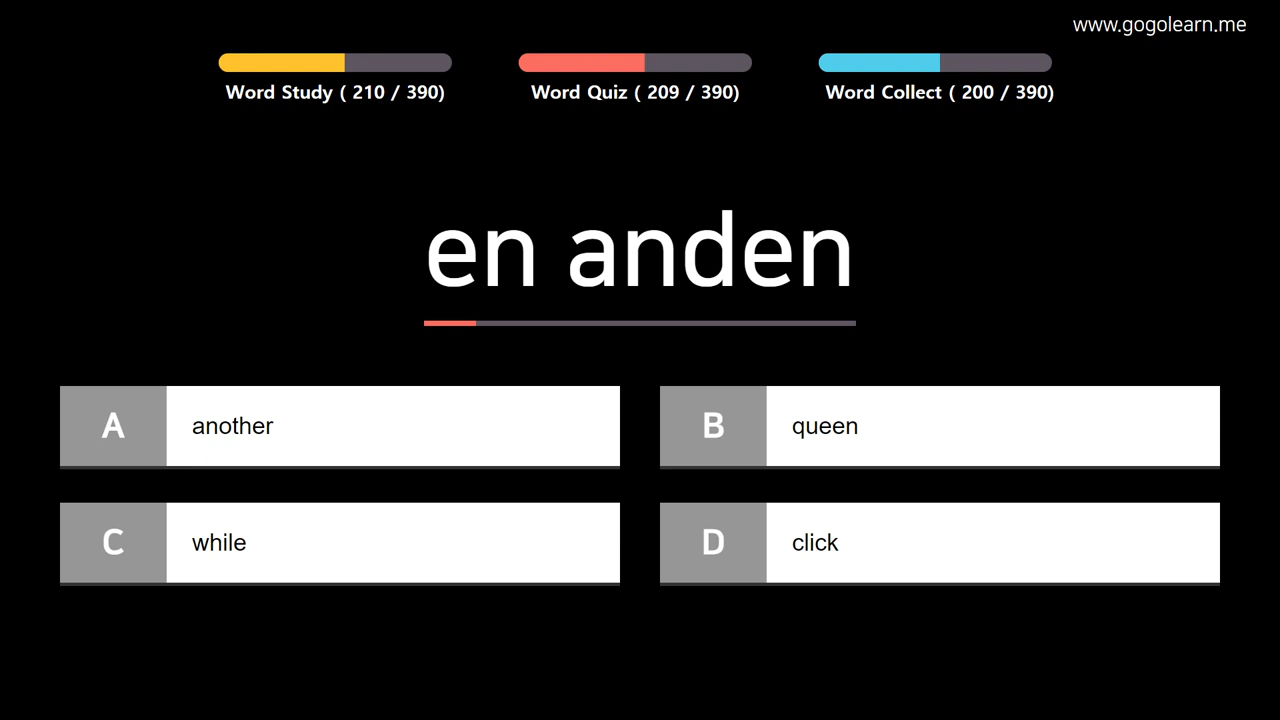 www.gogolearn.me
Word Study ( 210 / 390)
Word Quiz ( 209 / 390)
Word Collect ( 200 / 390)
en anden
A another
B queen
C while
D click